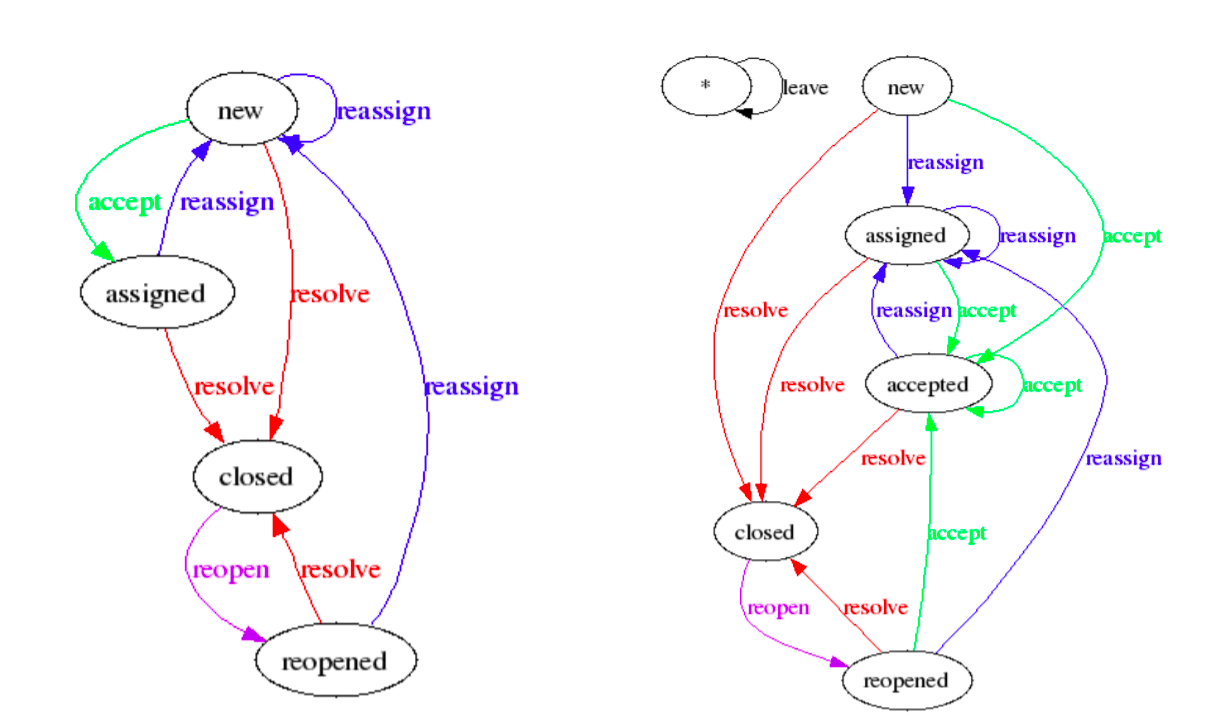 new
reassign
accept
reassign
assigned
resolve
resolve
reassign
closed
reopen
resolve
reopened
*
leave
new
reassign
accept
assigned
reassign
resolve
reassign
accept
resolve
accepted
accept
resolve
reassign
closed
accept
reopen
resolve
reopened